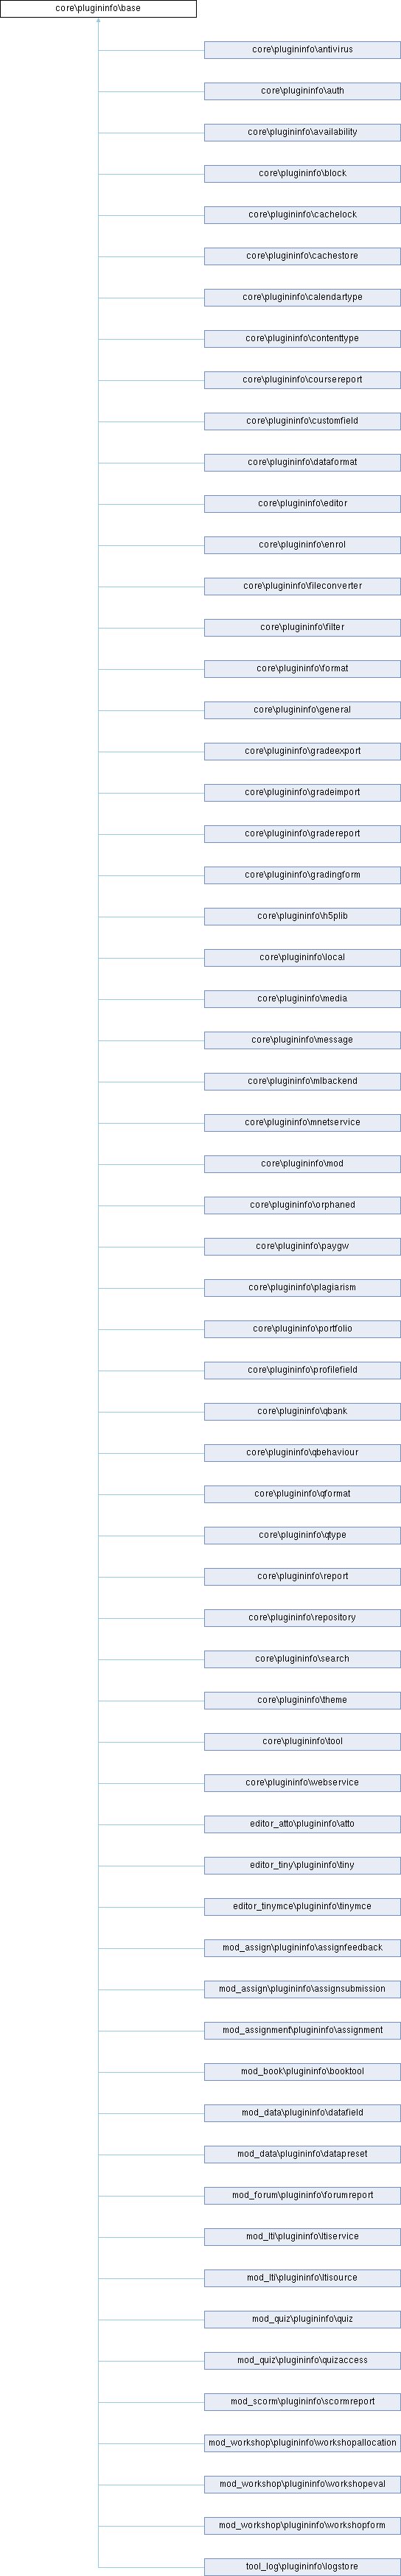 core\plugininfo\base
core\plugininfo\antivirus
core\plugininfo\auth
core\plugininfo\availability
core\plugininfo\block
core\plugininfo\cachelock
core\plugininfo\cachestore
core\plugininfo\calendartype
core\plugininfo\contenttype
core\plugininfo\coursereport
core\plugininfo\customfield
core\plugininfo\dataformat
core\plugininfo\editor
core\plugininfo\enrol
core\plugininfo\fileconverter
core\plugininfo\filter
core\plugininfo\format
core\plugininfo\general
core\plugininfo\gradeexport
core\plugininfo\gradeimport
core\plugininfo\gradereport
core\plugininfo\gradingform
core\plugininfo\h5plib
core\plugininfo\local
core\plugininfo\media
core\plugininfo\message
core\plugininfo\mlbackend
core\plugininfo\mnetservice
core\plugininfo\mod
core\plugininfo\orphaned
core\plugininfo\paygw
core\plugininfo\plagiarism
core\plugininfo\portfolio
core\plugininfo\profilefield
core\plugininfo\qbank
core\plugininfo\qbehaviour
core\plugininfo\qformat
core\plugininfo\qtype
core\plugininfo\report
core\plugininfo\repository
core\plugininfo\search
core\plugininfo\theme
core\plugininfo\tool
core\plugininfo\webservice
editor_atto\plugininfo\atto
editor_tiny\plugininfo\tiny
editor_tinymce\plugininfo\tinymce
mod_assign\plugininfo\assignfeedback
mod_assign\plugininfo\assignsubmission
mod_assignment\plugininfo\assignment
mod_book\plugininfo\booktool
mod_data\plugininfo\datafield
mod_data\plugininfo\datapreset
mod_forum\plugininfo\forumreport
mod_lti\plugininfo\ltiservice
mod_lti\plugininfo\ltisource
mod_quiz\plugininfo\quiz
mod_quiz\plugininfo\quizaccess
mod_scorm\plugininfo\scormreport
mod_workshop\plugininfo\workshopallocation
mod_workshop\plugininfo\workshopeval
mod_workshop\plugininfo\workshopform
tool_log\plugininfo\logstore